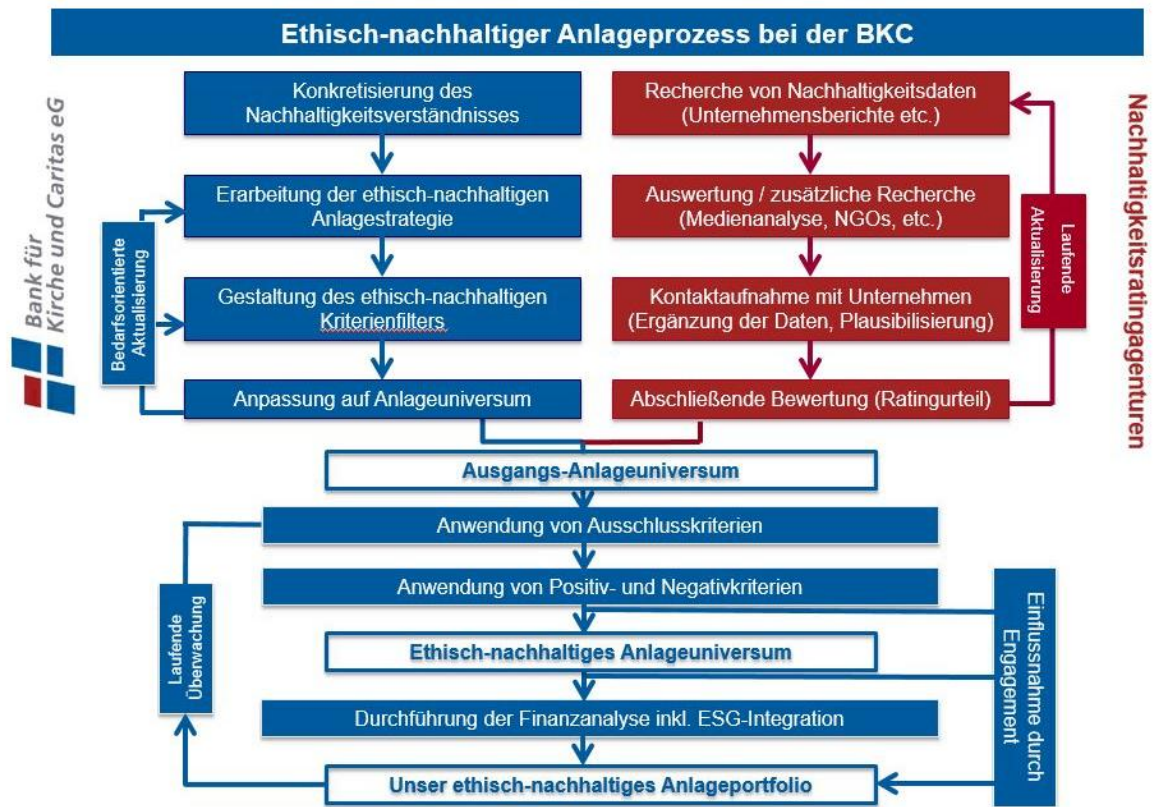 Ethisch-nachhaltiger Anlageprozess bei der BKC
Bank für
Kirche und Caritas eG
Konkretisierung des
Nachhaltigkeitsverständnisses
Erarbeitung der ethisch-nachhaltigen
Anlagestrategie
Gestaltung des ethisch-nachhaltigen
Kriterienfilters
Anpassung auf Anlageuniversum
Bedarfsorientierte
Aktualisierung
Recherche von Nachhaltigkeitsdaten
(Unternehmensberichte etc.)
Auswertung / zusätzliche Recherche
(Medienanalyse, NGOs, etc.)
Kontaktaufnahme mit Unternehmen
(Ergänzung der Daten, Plausibilisierung)
Abschließende Bewertung (Ratingurteil)
Laufende
Aktualisierung
Nachhaltigkeitsratingagenturen
Ausgangs-Anlageuniversum
Anwendung von Ausschlusskriterien
Anwendung von Positiv- und Negativkriterien
Ethisch-nachhaltiges Anlageuniversum
Durchführung der Finanzanalyse inkl. ESG-Integration
Unser ethisch-nachhaltiges Anlageportfolio
Laufende
Überwachung
Einflussnahme durch
Engagement